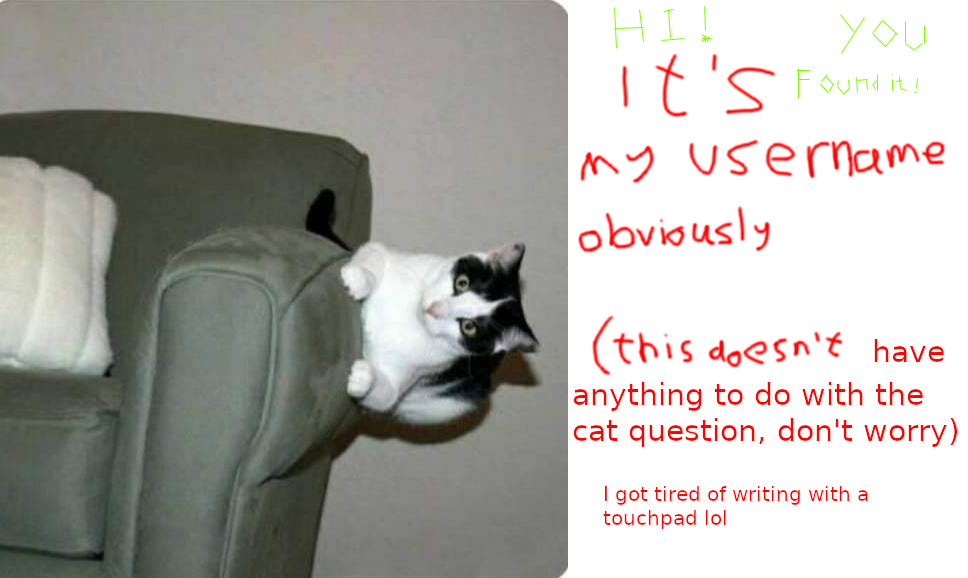 HI!
YOU
Found it!
it's
my username
obviously
(this doesn't have
anything to do with the
cat question, don't worry)
I got tired of writing with a
touchpad lol